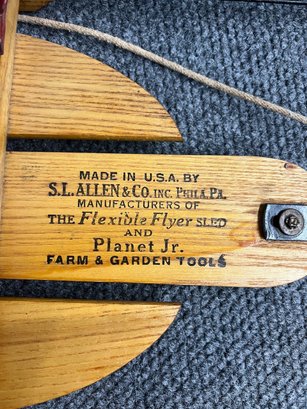 MADE IN U.S.A. BY
S.L. ALLEN & CO. INC. PHILA. PA.
MANUFACTURERS OF
THE Flexible Flyer SLED
AND
Planet Jr.
FARM & GARDEN TOOLS